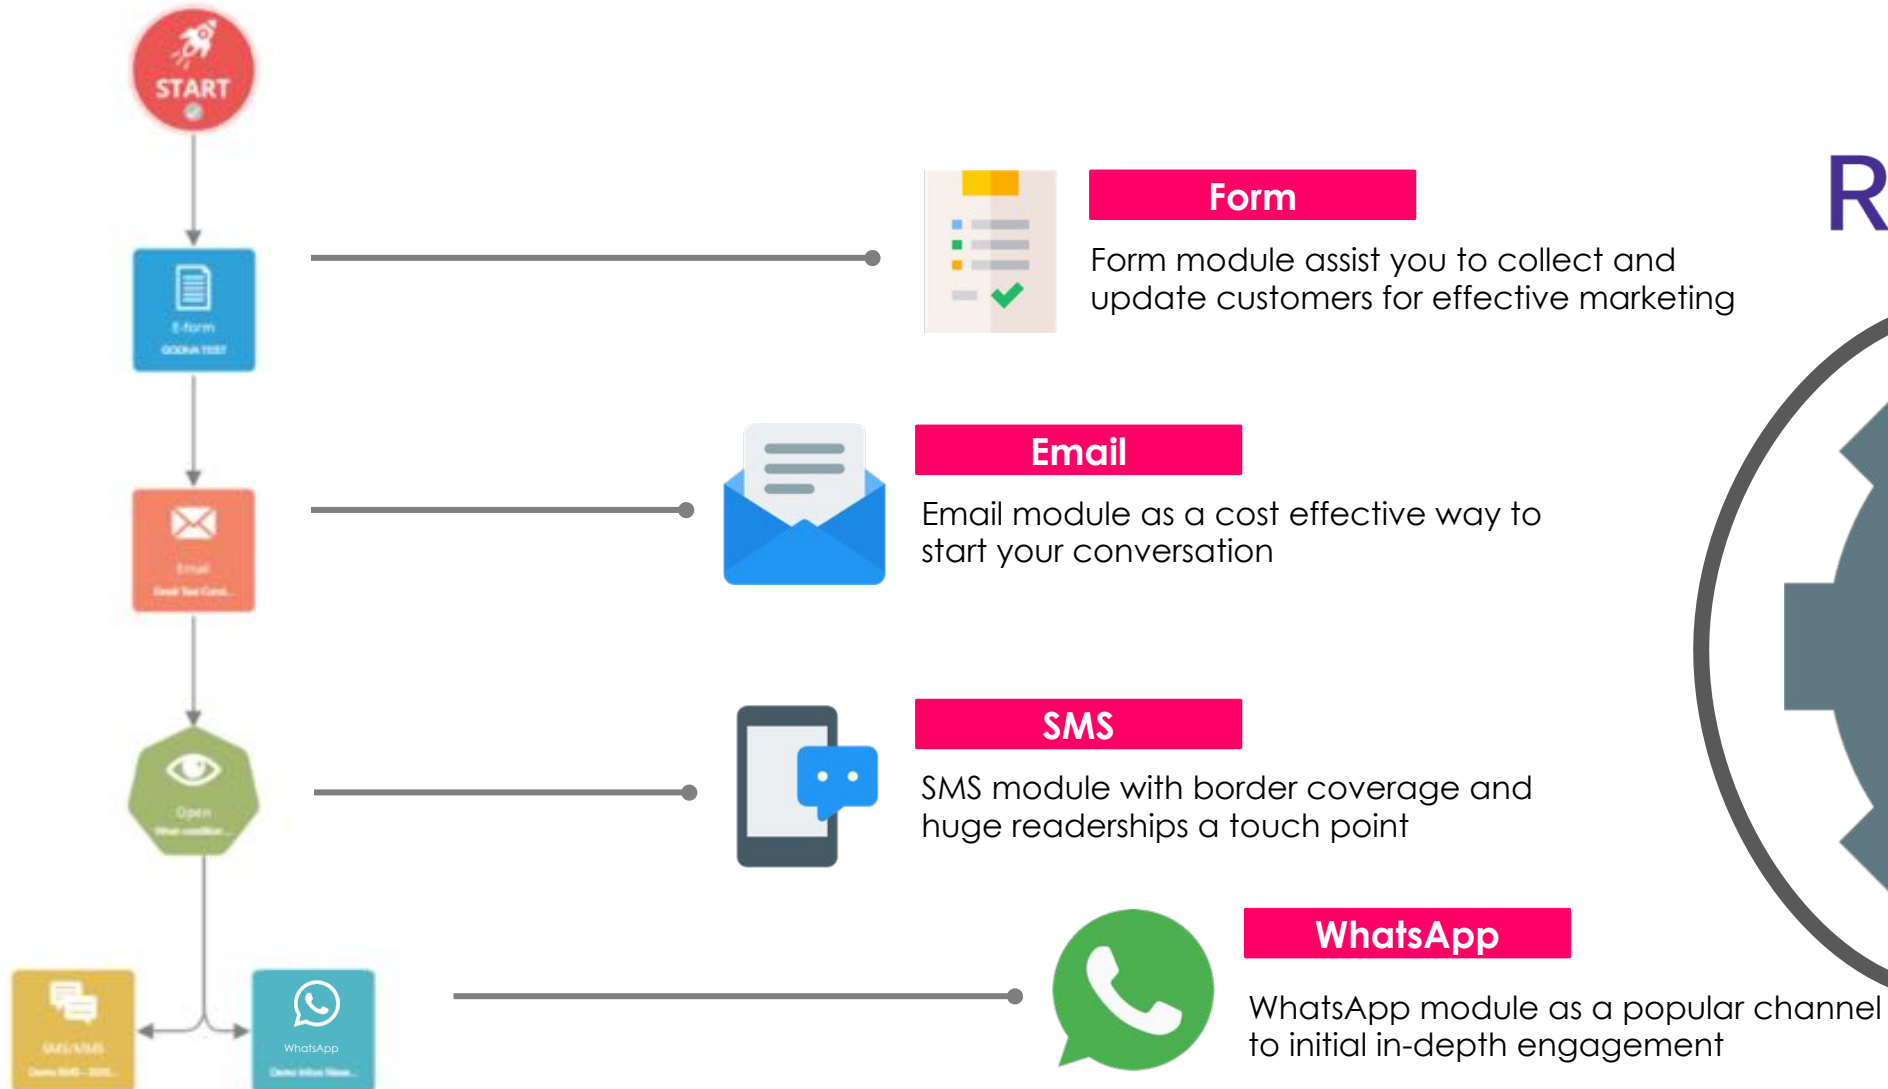 START
E-form
Email
Open
SMS/MMS
WhatsApp
Form
Form module assist you to collect and
update customers for effective marketing
Email
Email module as a cost effective way to
start your conversation
SMS
SMS module with border coverage and
huge readerships a touch point
WhatsApp
WhatsApp module as a popular channel
to initial in-depth engagement
R